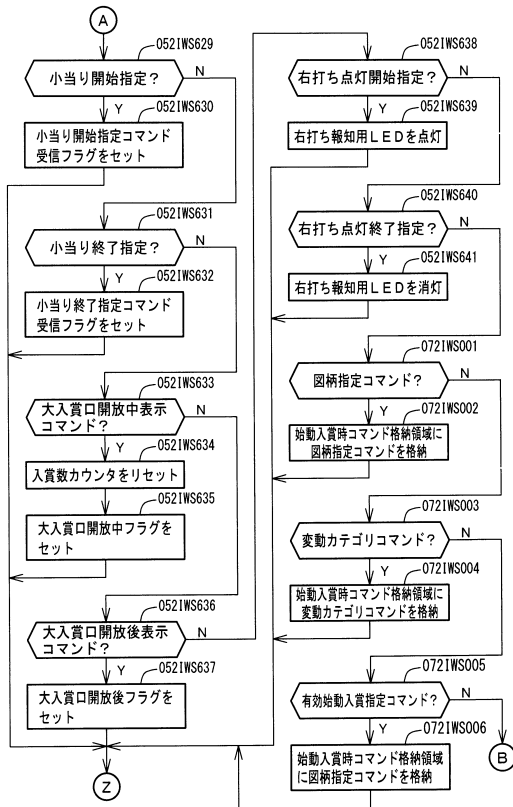 A
052IWS629
小当り開始指定？
N
Y
052IWS630
小当り開始指定コマンド
受信フラグをセット
052IWS631
小当り終了指定？
N
Y
052IWS632
小当り終了指定コマンド
受信フラグをセット
052IWS633
大入賞口開放中表示
コマンド？
N
Y
052IWS634
入賞数カウンタをリセット
052IWS635
大入賞口開放中フラグを
セット
052IWS636
大入賞口開放後表示
コマンド？
N
Y
052IWS637
大入賞口開放後フラグを
セット
Z
052IWS638
右打ち点灯開始指定？
N
Y
052IWS639
右打ち報知用ＬＥＤを点灯
052IWS640
右打ち点灯終了指定？
N
Y
052IWS641
右打ち報知用ＬＥＤを消灯
072IWS001
図柄指定コマンド？
N
Y
072IWS002
始動入賞時コマンド格納領域に
図柄指定コマンドを格納
072IWS003
変動カテゴリコマンド？
N
Y
072IWS004
始動入賞時コマンド格納領域に
変動カテゴリコマンドを格納
072IWS005
有効始動入賞指定コマンド？
N
Y
072IWS006
始動入賞時コマンド格納領域
に図柄指定コマンドを格納
B